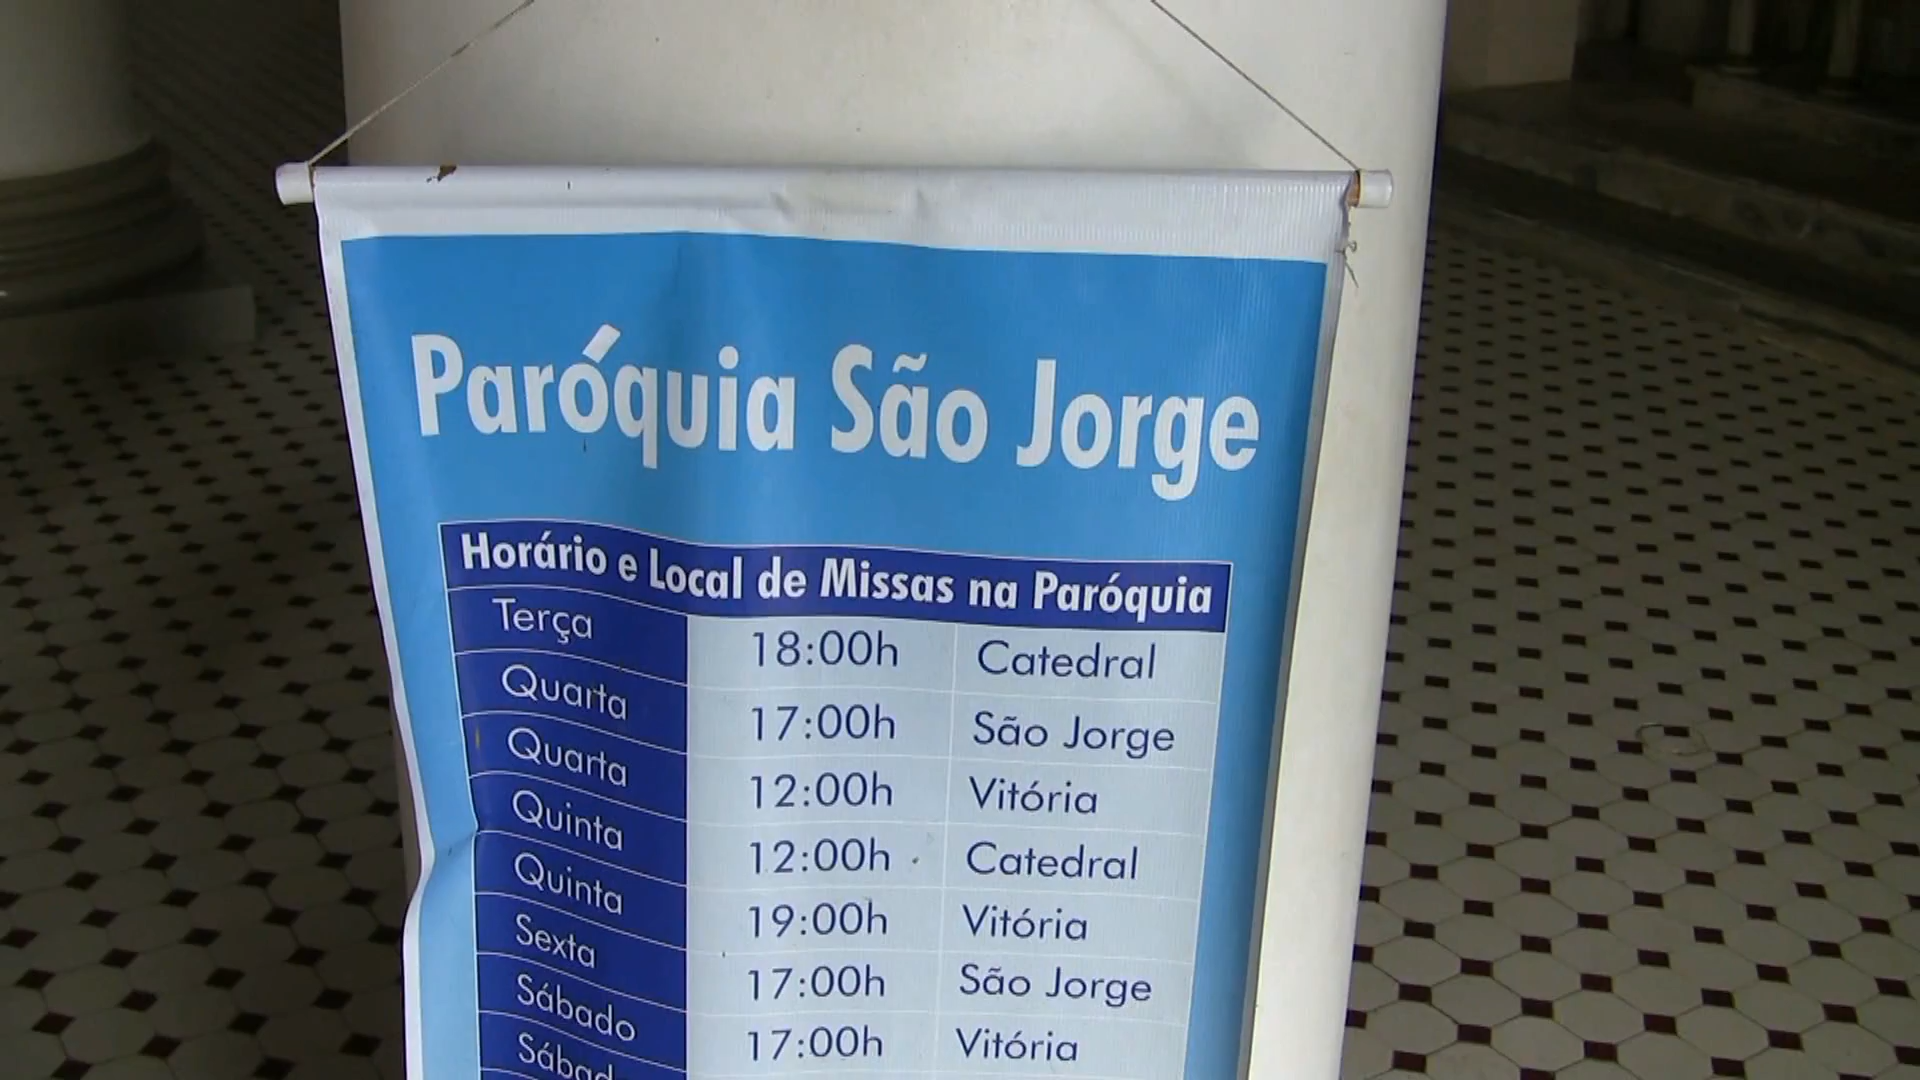 Paróquia São Jorge
Horário e Local de Missas na Paróquia
Terça 18:00h Catedral
Quarta 17:00h São Jorge
Quarta 12:00h Vitória
Quinta 12:00h Catedral
Quinta 19:00h Vitória
Sexta 17:00h São Jorge
Sábado 17:00h Vitória